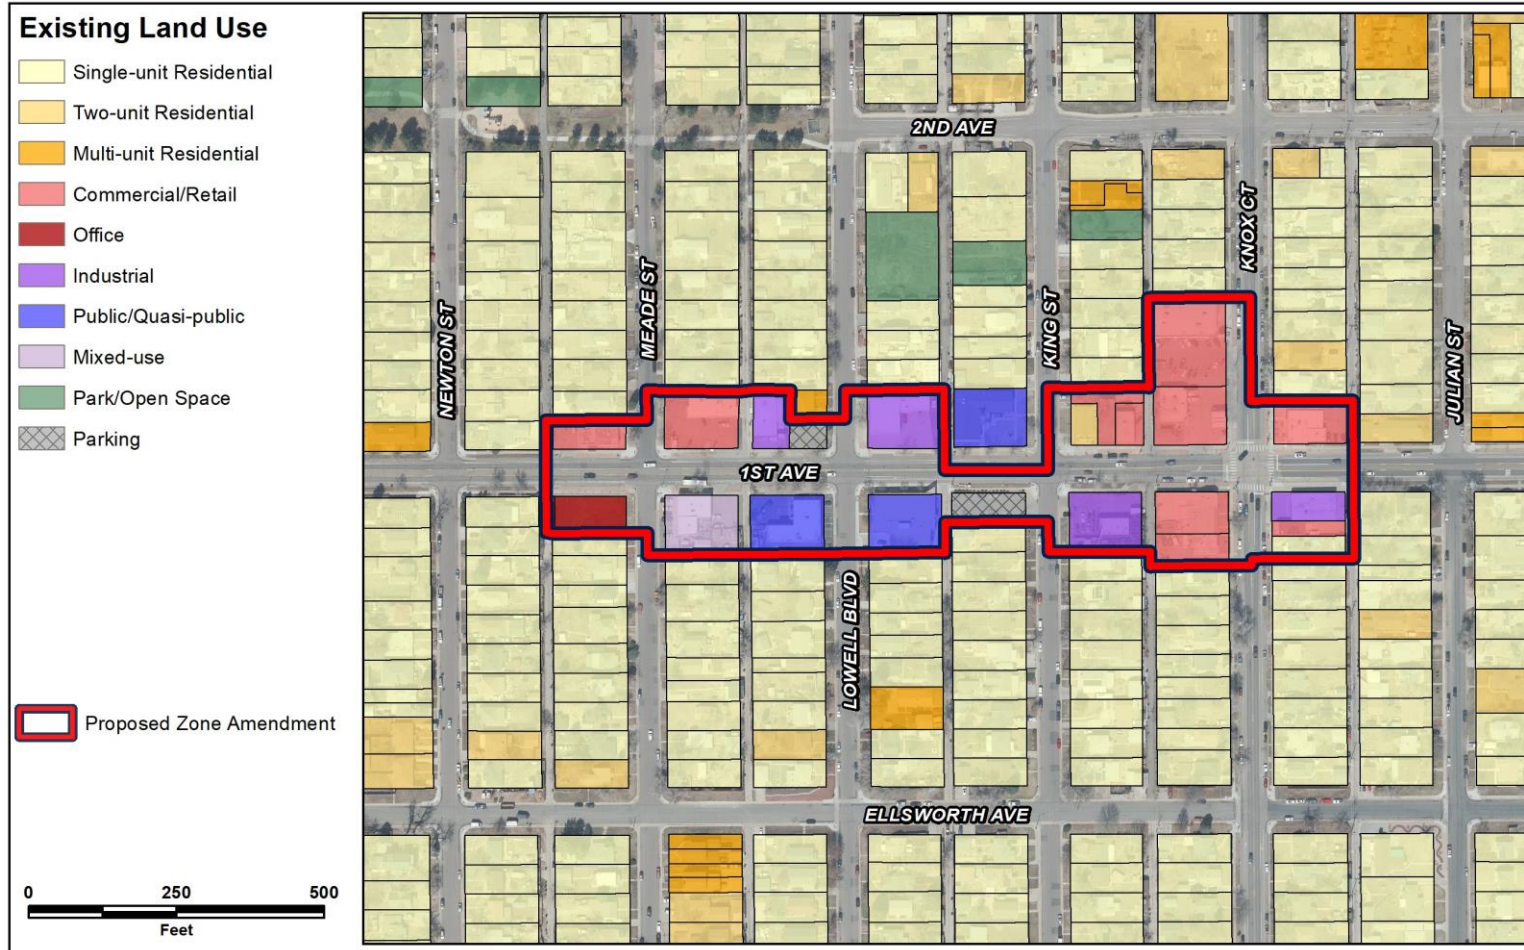 Existing Land Use
Single-unit Residential
Two-unit Residential
Multi-unit Residential
Commercial/Retail
Office
Industrial
Public/Quasi-public
Mixed-use
Park/Open Space
Parking
Proposed Zone Amendment
0 250 500
Feet
2ND AVE
NEWTON ST
MEADE ST
KING ST
KNOX CT
JULIAN ST
1ST AVE
LOWELL BLVD
ELLSWORTH AVE